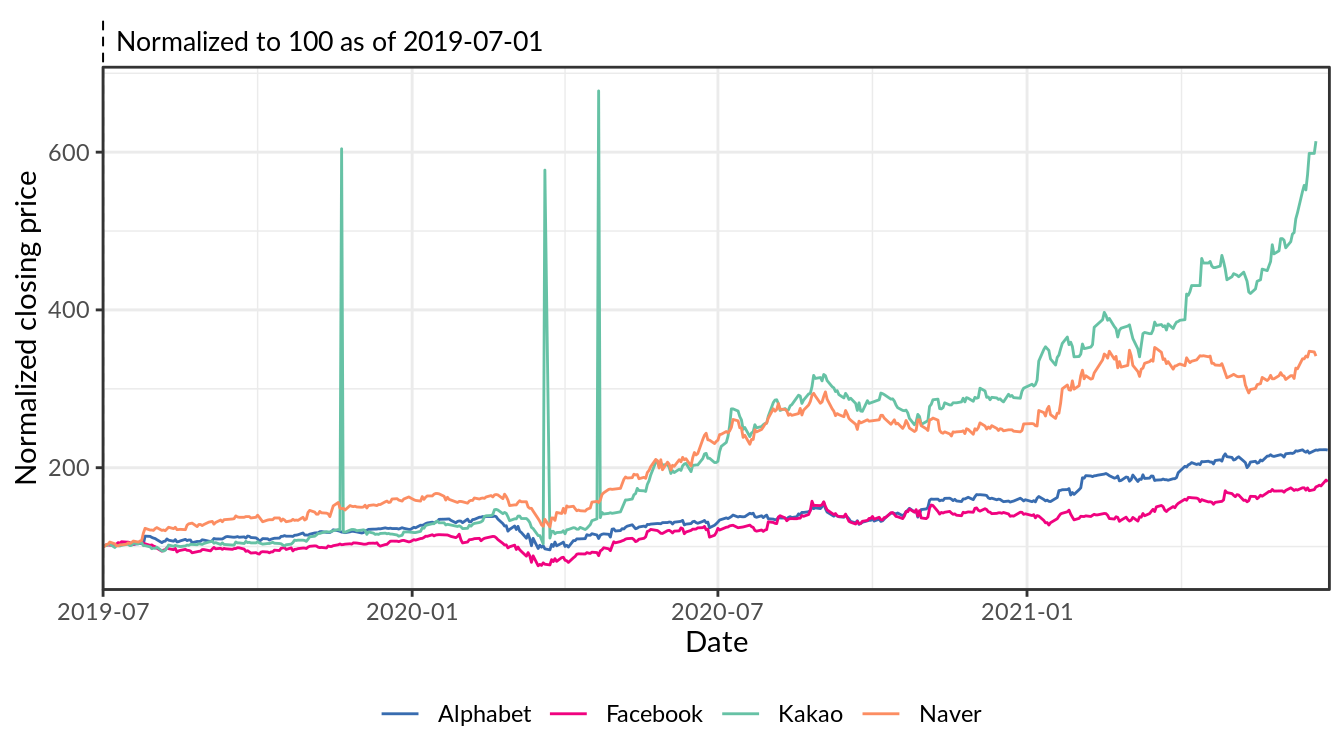 Normalized to 100 as of 2019-07-01
Normalized closing price
600
400
200
2019-07
2020-01
2020-07
2021-01
Date
Alphabet
Facebook
Kakao
Naver